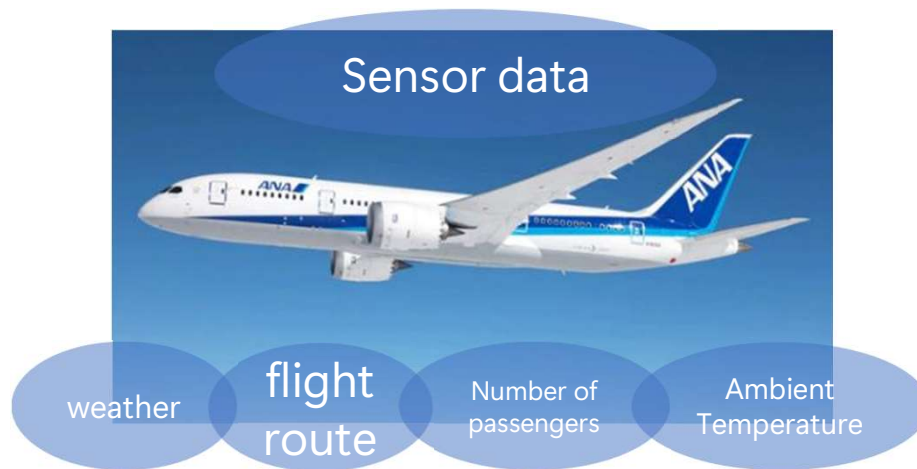 Sensor data
ANA
ANA
weather
flight
route
Number of
passengers
Ambient
Temperature